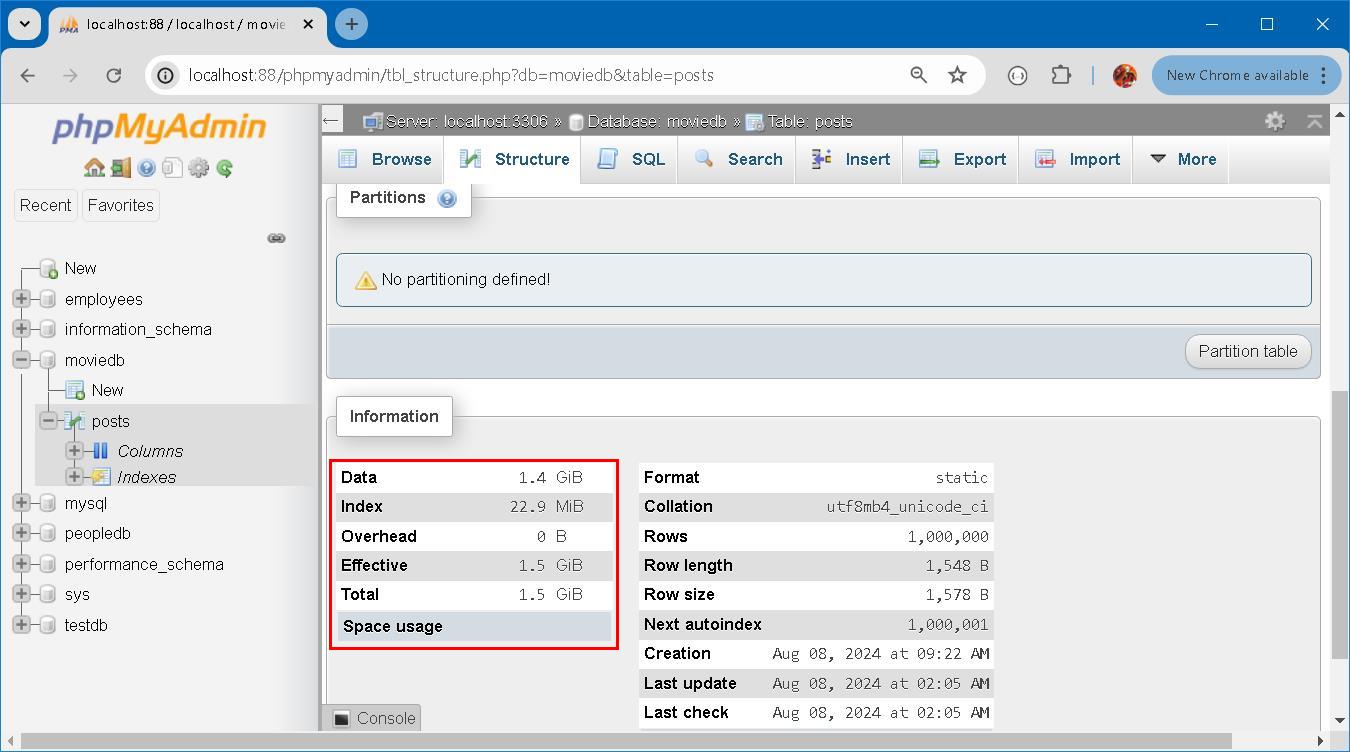 localhost:88 / localhost / movie
localhost:88/phpmyadmin/tbl_structure.php?db=moviedb&table=posts
New Chrome available
phpMyAdmin
Recent
Favorites
New
employees
information_schema
moviedb
New
posts
Columns
Indexes
mysql
peopledb
performance_schema
sys
testdb
Server: localhost:3306 » Database: moviedb » Table: posts
Browse
Structure
SQL
Search
Insert
Export
Import
More
Partitions
No partitioning defined!
Partition table
Information
Data 1.4 GiB
Index 22.9 MiB
Overhead 0 B
Effective 1.5 GiB
Total 1.5 GiB
Space usage
Format static
Collation utf8mb4_unicode_ci
Rows 1,000,000
Row length 1,548 B
Row size 1,578 B
Next autoindex 1,000,001
Creation Aug 08, 2024 at 09:22 AM
Last update Aug 08, 2024 at 02:05 AM
Last check Aug 08, 2024 at 02:05 AM
Console